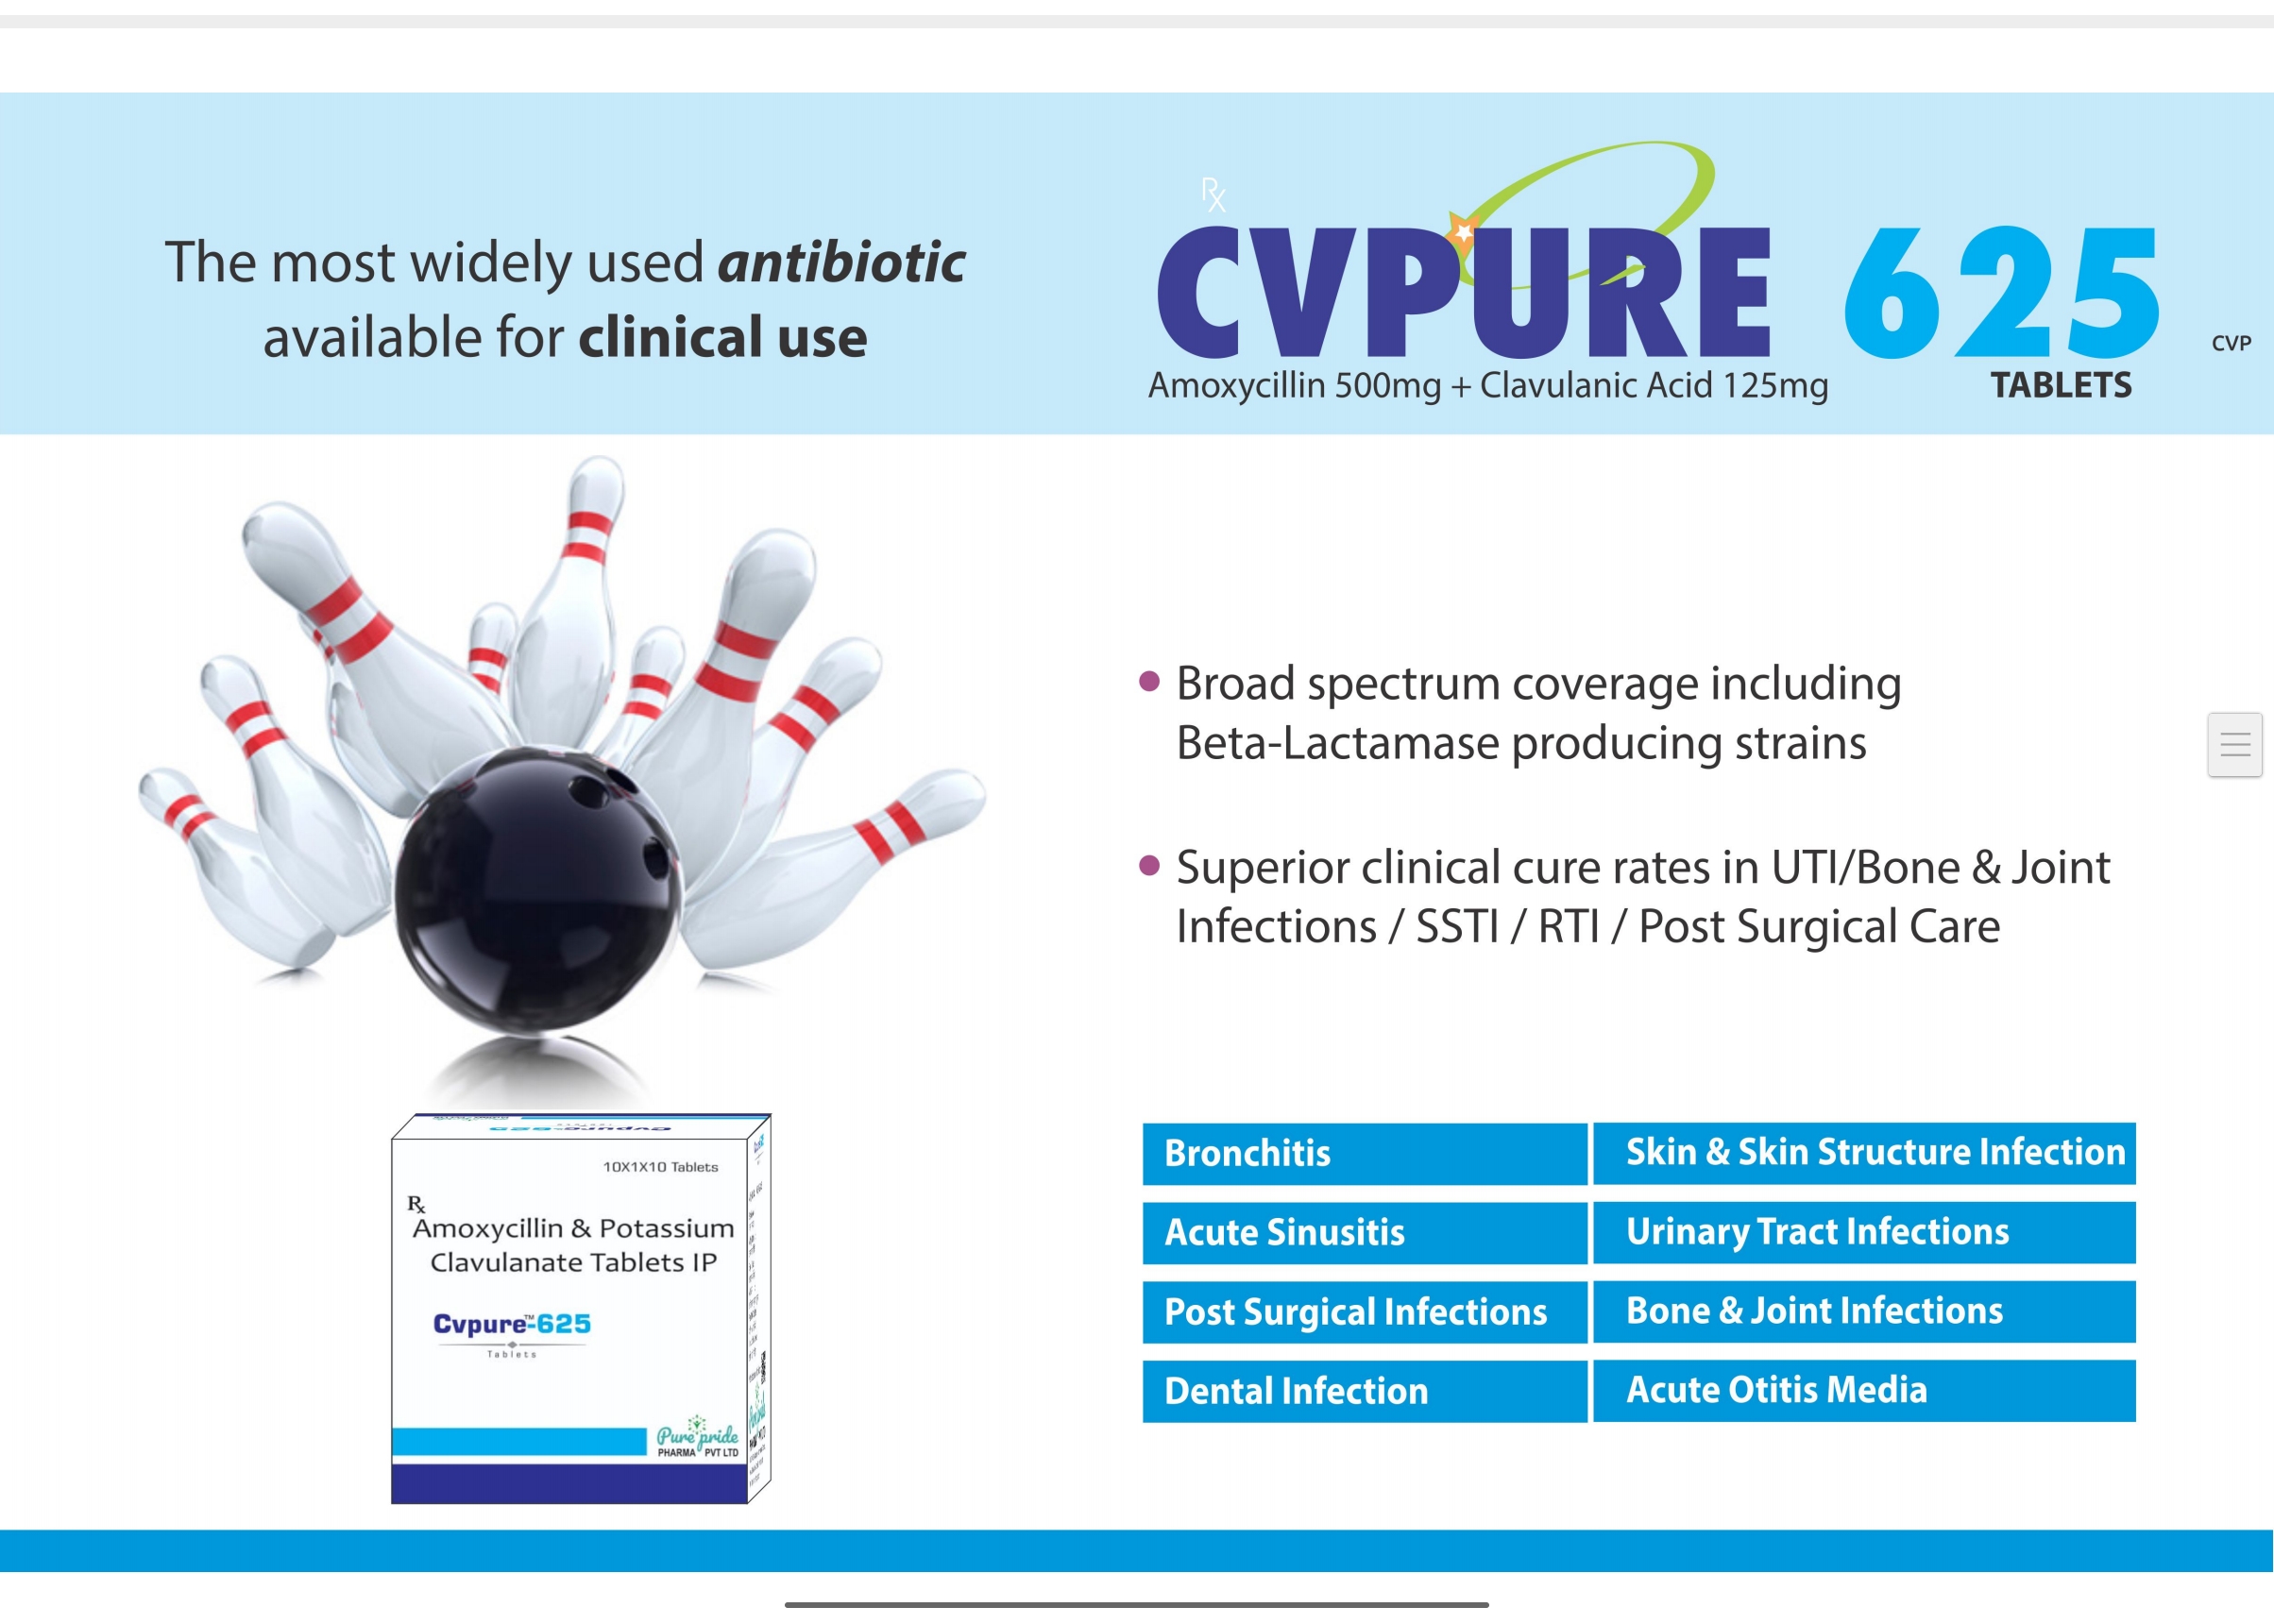 The most widely used antibiotic
available for clinical use
Rx
CVPURE 625
Amoxycillin 500mg + Clavulanic Acid 125mg
TABLETS
CVP
Broad spectrum coverage including
Beta-Lactamase producing strains
Superior clinical cure rates in UTI/Bone & Joint
Infections / SSTI / RTI / Post Surgical Care
10X1X10 Tablets
Rx
Amoxycillin & Potassium
Clavulanate Tablets IP
Cvpure™-625
Tablets
Pure pride
PHARMA PVT LTD
Bronchitis
Skin & Skin Structure Infection
Acute Sinusitis
Urinary Tract Infections
Post Surgical Infections
Bone & Joint Infections
Dental Infection
Acute Otitis Media